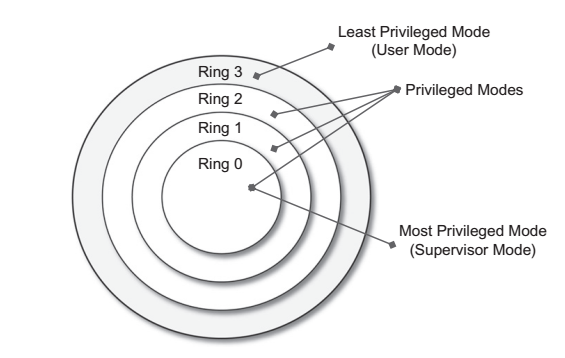 Least Privileged Mode
(User Mode)
Ring 3
Privileged Modes
Ring 2
Ring 1
Ring 0
Most Privileged Mode
(Supervisor Mode)